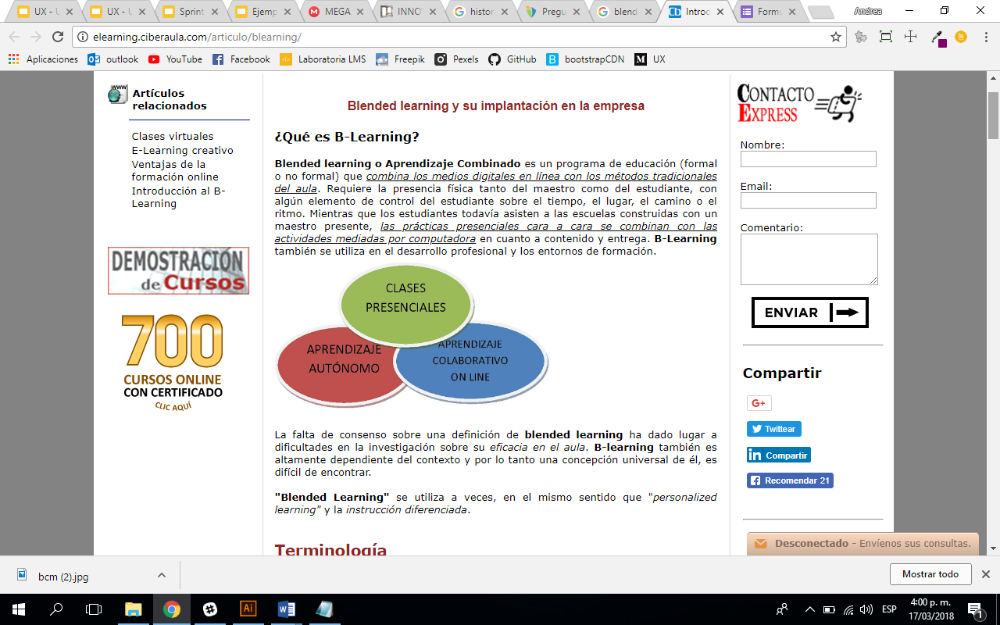 UX - U
UX - U
Sprint
Ejemp
MEGA
INNO
histor
Pregu
blend
Introd
Formu
Andrea
elearning.ciberaula.com/articulo/blearning/
Aplicaciones
outlook
YouTube
Facebook
Laboratoria LMS
Freepik
Pexels
GitHub
bootstrapCDN
UX
WWW
Artículos
relacionados
Clases virtuales
E-Learning creativo
Ventajas de la
formación online
Introducción al B-
Learning
DEMOSTRACIÓN
de Cursos
700
CURSOS ONLINE
CON CERTIFICADO
CLIC AQUÍ
Blended learning y su implantación en la empresa
¿Qué es B-Learning?
Blended learning o Aprendizaje Combinado es un programa de educación (formal
o no formal) que combina los medios digitales en línea con los métodos tradicionales
del aula. Requiere la presencia física tanto del maestro como del estudiante, con
algún elemento de control del estudiante sobre el tiempo, el lugar, el camino o el
ritmo. Mientras que los estudiantes todavía asisten a las escuelas construidas con un
maestro presente, las prácticas presenciales cara a cara se combinan con las
actividades mediadas por computadora en cuanto a contenido y entrega. B-Learning
también se utiliza en el desarrollo profesional y los entornos de formación.
CLASES
PRESENCIALES
APRENDIZAJE
AUTÓNOMO
APRENDIZAJE
COLABORATIVO
ON LINE
La falta de consenso sobre una definición de blended learning ha dado lugar a
dificultades en la investigación sobre su eficacia en el aula. B-learning también es
altamente dependiente del contexto y por lo tanto una concepción universal de él, es
difícil de encontrar.
"Blended Learning" se utiliza a veces, en el mismo sentido que "personalized
learning" y la instrucción diferenciada.
Terminología
CONTACTO
EXPRESS
Nombre:
Email:
Comentario:
ENVIAR
Compartir
G+
Twittear
in Compartir
Recomendar 21
Desconectado - Envíenos sus consultas.
bcm (2).jpg
Mostrar todo
ESP
4:00 p. m.
17/03/2018
1